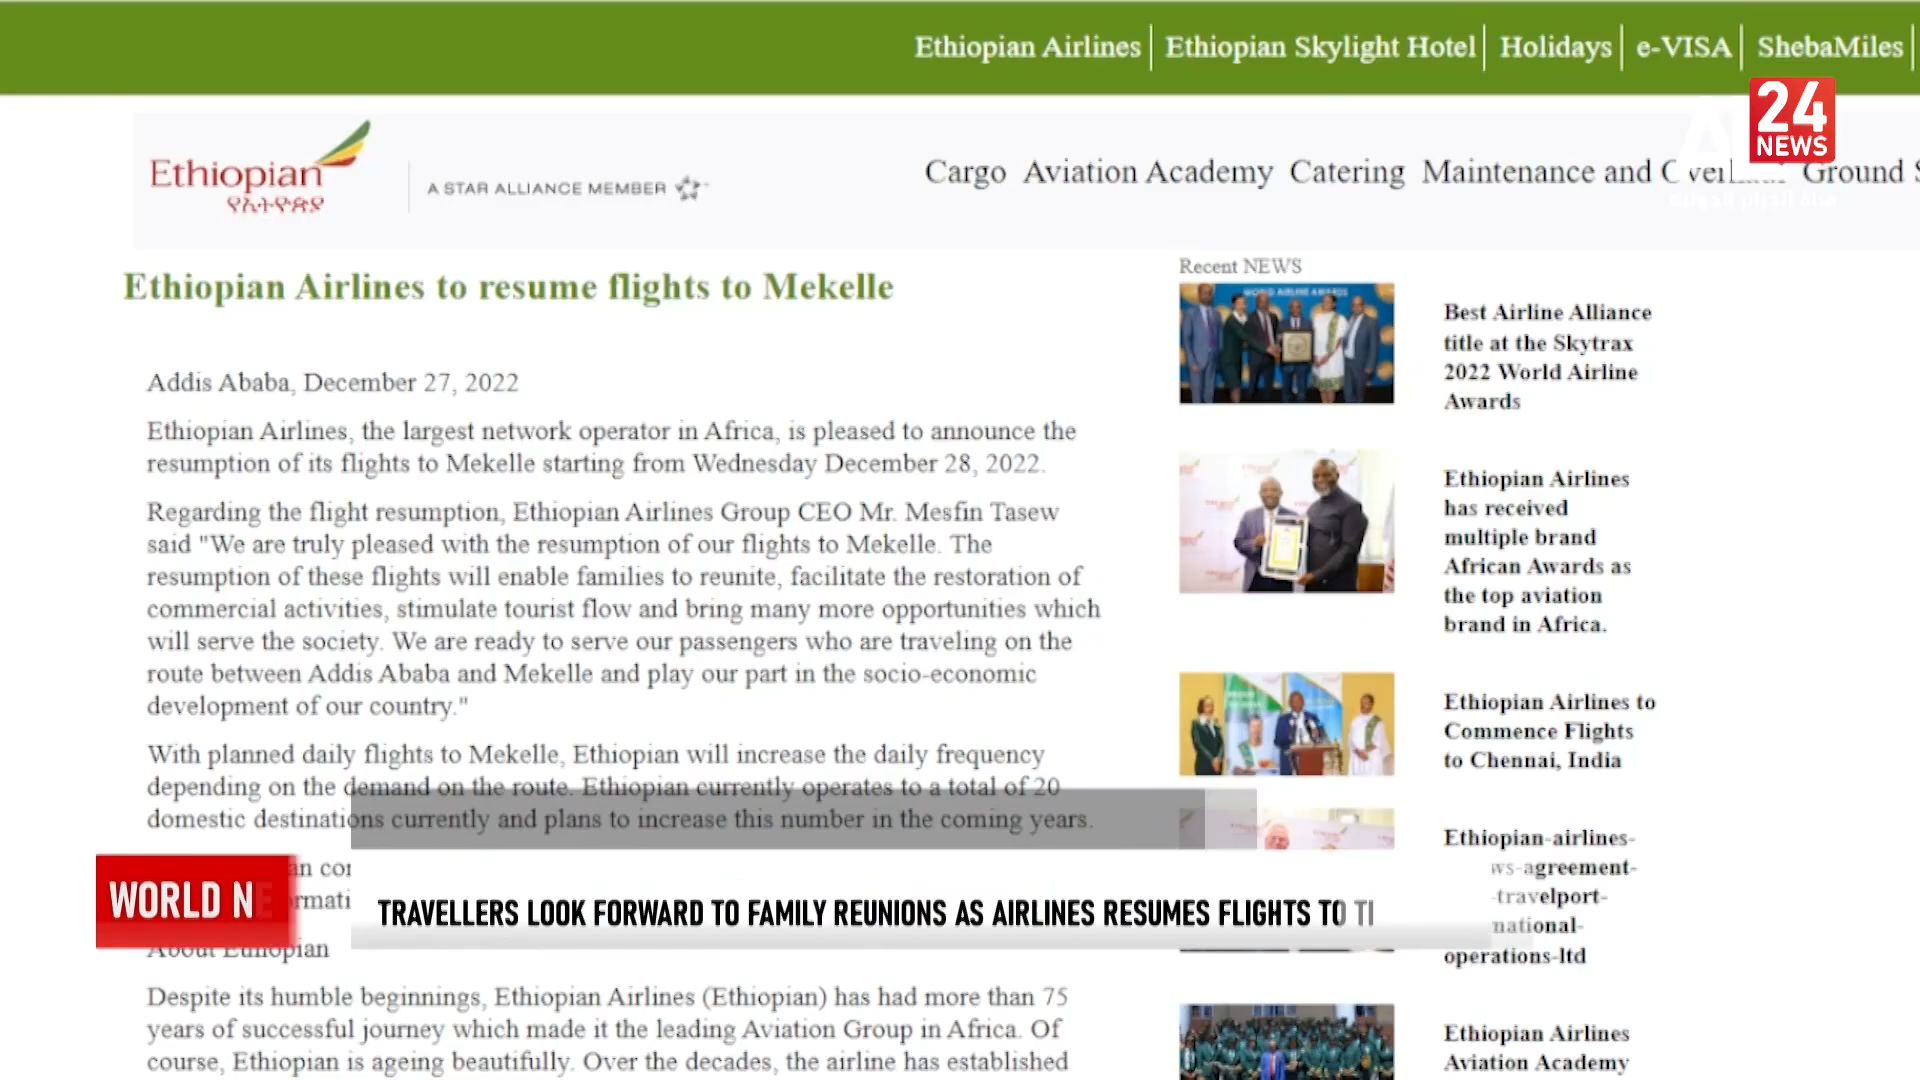 Ethiopian Airlines
Ethiopian Skylight Hotel
Holidays
e-VISA
ShebaMiles
24
NEWS
Ethiopian
የኢትዮጵያ
A STAR ALLIANCE MEMBER
Cargo Aviation Academy Catering Maintenance and Ground
Ethiopian Airlines to resume flights to Mekelle
Addis Ababa, December 27, 2022
Ethiopian Airlines, the largest network operator in Africa, is pleased to announce the
resumption of its flights to Mekelle starting from Wednesday December 28, 2022.
Regarding the flight resumption, Ethiopian Airlines Group CEO Mr. Mesfin Tasew
said "We are truly pleased with the resumption of our flights to Mekelle. The
resumption of these flights will enable families to reunite, facilitate the restoration of
commercial activities, stimulate tourist flow and bring many more opportunities which
will serve the society. We are ready to serve our passengers who are traveling on the
route between Addis Ababa and Mekelle and play our part in the socio-economic
development of our country."
With planned daily flights to Mekelle, Ethiopian will increase the daily frequency
depending on the demand on the route. Ethiopian currently operates to a total of 20
domestic destinations currently and plans to increase this number in the coming years.
About Ethiopian
Despite its humble beginnings, Ethiopian Airlines (Ethiopian) has had more than 75
years of successful journey which made it the leading Aviation Group in Africa. Of
course, Ethiopian is ageing beautifully. Over the decades, the airline has established
Recent NEWS
WORLD AIRLINE AWARDS
Best Airline Alliance
title at the Skytrax
2022 World Airline
Awards
Ethiopian Airlines
has received
multiple brand
African Awards as
the top aviation
brand in Africa.
Ethiopian Airlines to
Commence Flights
to Chennai, India
Ethiopian-airlines-
ws-agreement-
-travelport-
national-
operations-ltd
Ethiopian Airlines
Aviation Academy
WORLD NE
TRAVELLERS LOOK FORWARD TO FAMILY REUNIONS AS AIRLINES RESUMES FLIGHTS TO TI